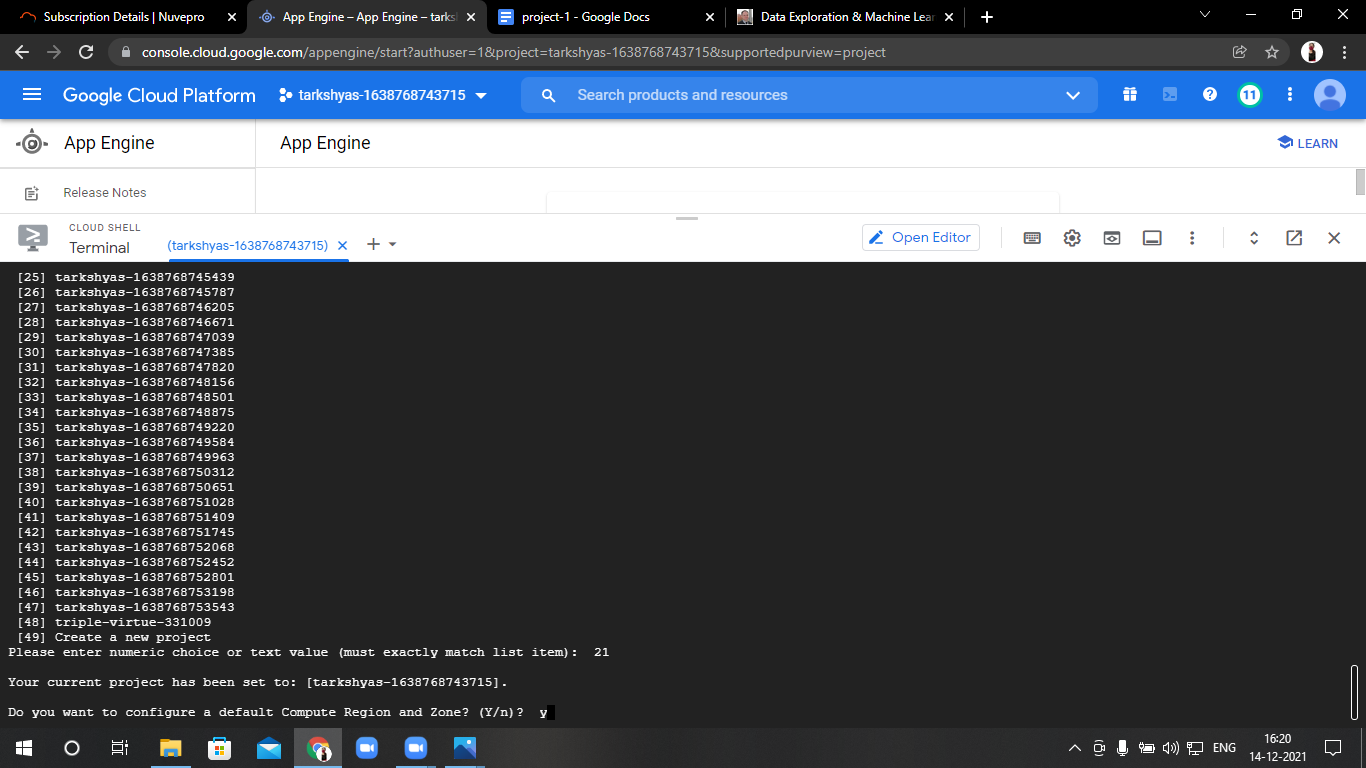 Subscription Details | Nuvepro
App Engine – App Engine – tarksh
project-1 - Google Docs
Data Exploration & Machine Lear
console.cloud.google.com/appengine/start?authuser=1&project=tarkshyas-1638768743715&supportedpurview=project
Google Cloud Platform
tarkshyas-1638768743715
Search products and resources
11
App Engine
App Engine
LEARN
Release Notes
CLOUD SHELL
Terminal
(tarkshyas-1638768743715)
Open Editor
[25] tarkshyas-1638768745439
[26] tarkshyas-1638768745787
[27] tarkshyas-1638768746205
[28] tarkshyas-1638768746671
[29] tarkshyas-1638768747039
[30] tarkshyas-1638768747385
[31] tarkshyas-1638768747820
[32] tarkshyas-1638768748156
[33] tarkshyas-1638768748501
[34] tarkshyas-1638768748875
[35] tarkshyas-1638768749220
[36] tarkshyas-1638768749584
[37] tarkshyas-1638768749963
[38] tarkshyas-1638768750312
[39] tarkshyas-1638768750651
[40] tarkshyas-1638768751028
[41] tarkshyas-1638768751409
[42] tarkshyas-1638768751745
[43] tarkshyas-1638768752068
[44] tarkshyas-1638768752452
[45] tarkshyas-1638768752801
[46] tarkshyas-1638768753198
[47] tarkshyas-1638768753543
[48] triple-virtue-331009
[49] Create a new project
Please enter numeric choice or text value (must exactly match list item):  21
Your current project has been set to: [tarkshyas-1638768743715].
Do you want to configure a default Compute Region and Zone? (Y/n)?  y
ENG
16:20
14-12-2021